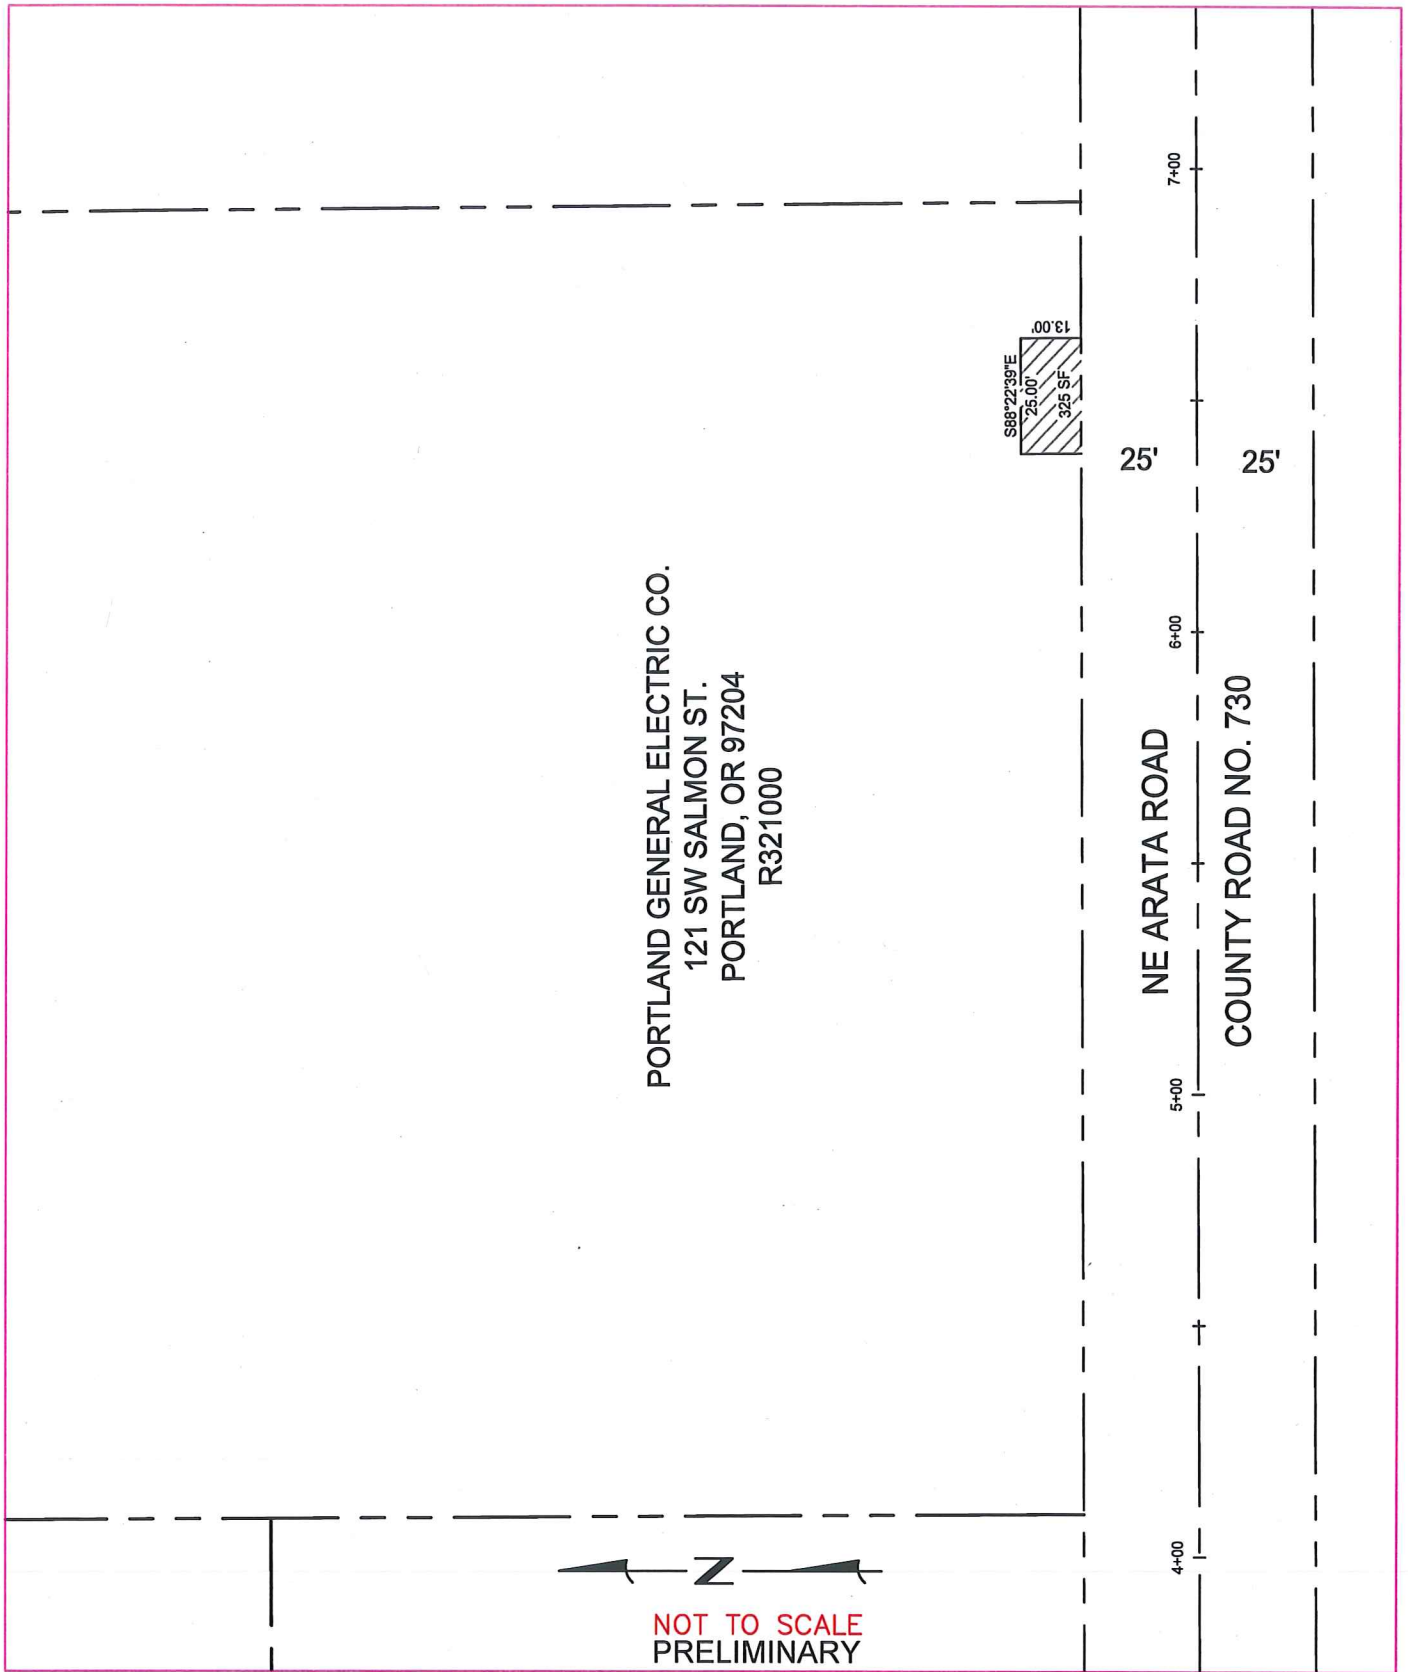 PORTLAND GENERAL ELECTRIC CO.
121 SW SALMON ST.
PORTLAND, OR 97204
R321000
S88°22'39"E
25.00'
325 SF
13.00'
25'
25'
NE ARATA ROAD
COUNTY ROAD NO. 730
4+00
5+00
6+00
7+00
N
NOT TO SCALE
PRELIMINARY